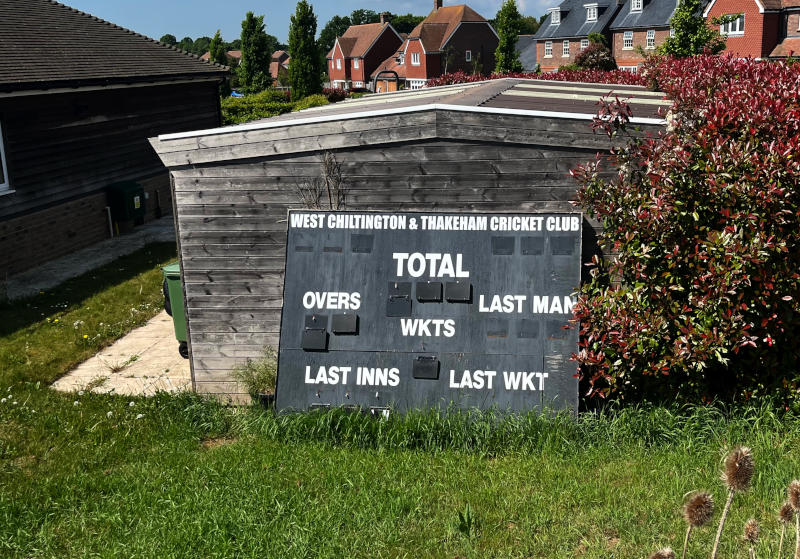 WEST CHILTINGTON & THAKEHAM CRICKET CLUB
TOTAL
OVERS
LAST MAN
WKTS
LAST INNS
LAST WKT